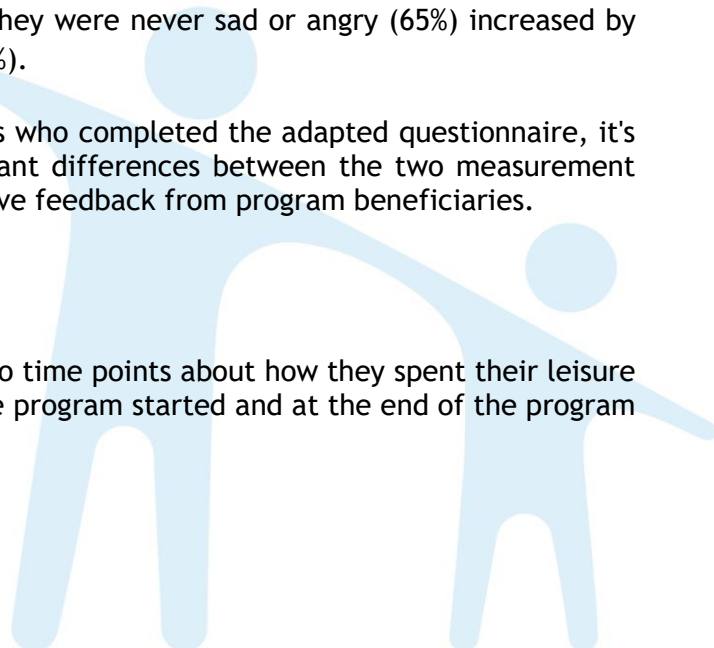 they were never sad or angry (65%) increased by
%).
s who completed the adapted questionnaire, it's
ant differences between the two measurement
ve feedback from program beneficiaries.
o time points about how they spent their leisure
e program started and at the end of the program